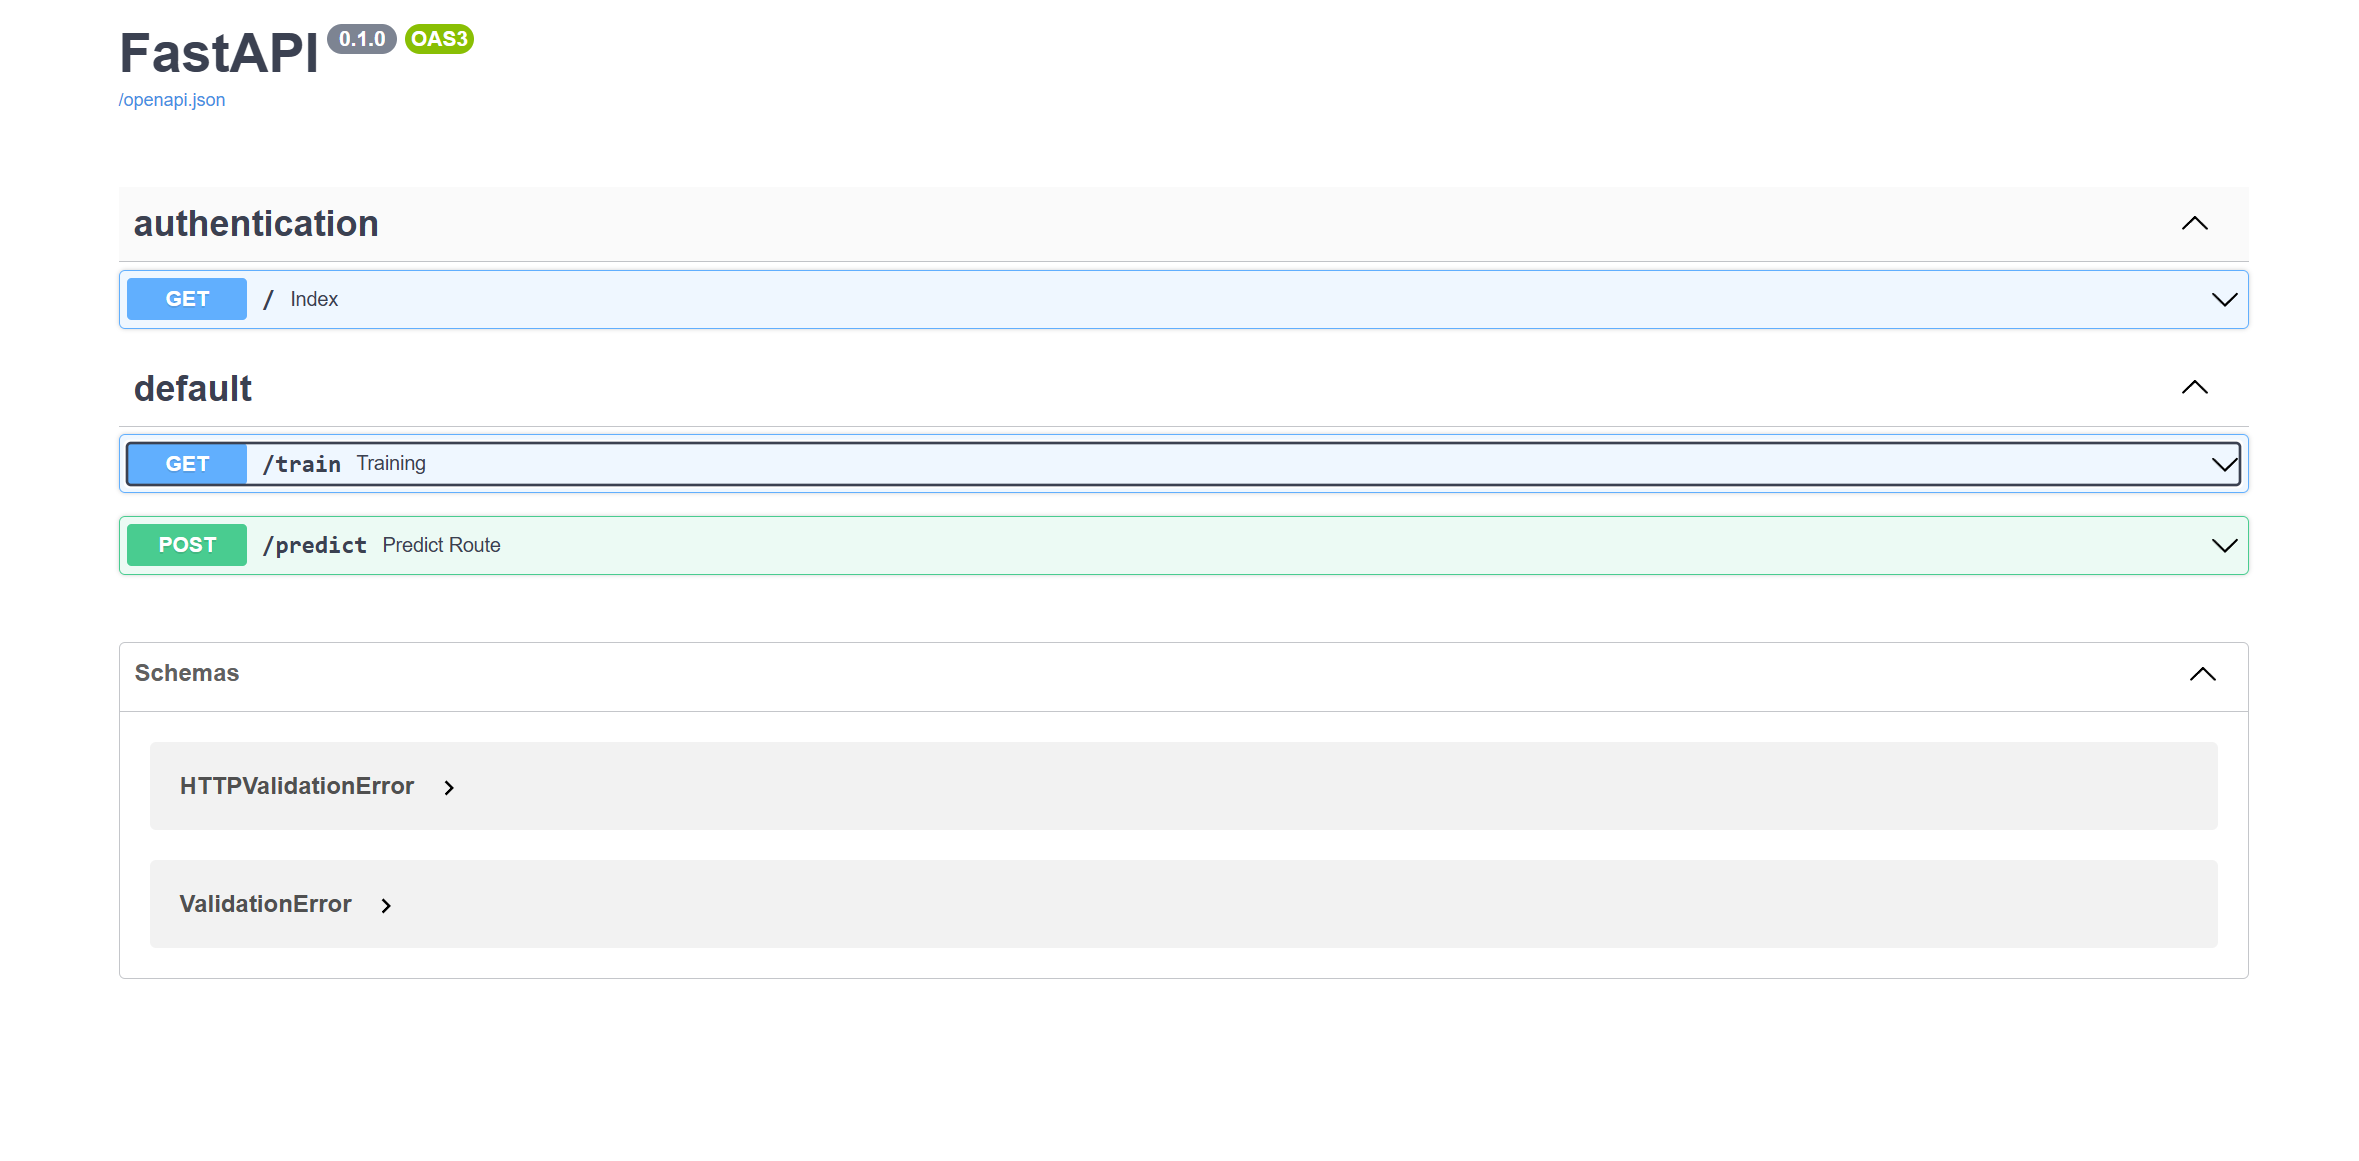 FastAPI 0.1.0 OAS3
/openapi.json
authentication
GET / Index
default
GET /train Training
POST /predict Predict Route
Schemas
HTTPValidationError
ValidationError